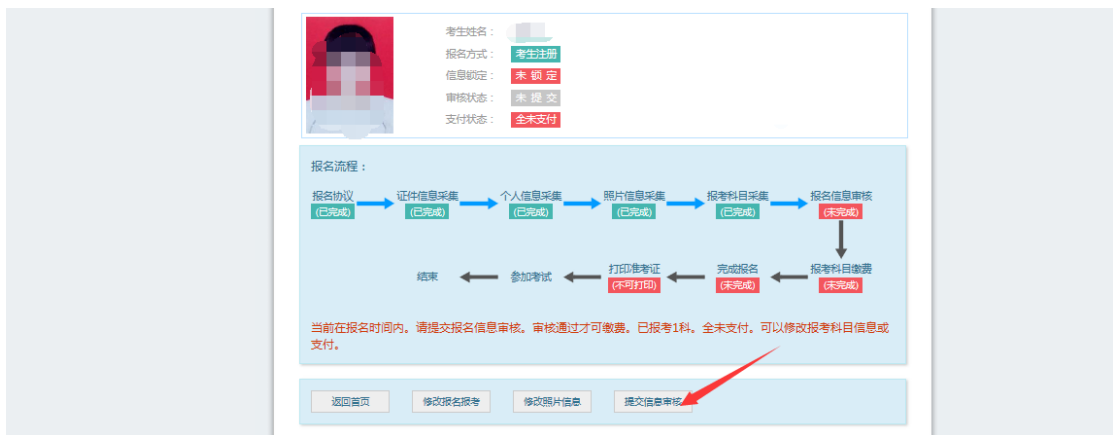 考生姓名：
报名方式： 考生注册
信息锁定： 未 锁 定
审核状态： 未 提 交
支付状态： 全未支付
报名流程：
报名协议 证件信息采集 个人信息采集 照片信息采集 报考科目采集 报名信息审核
(已完成) (已完成) (已完成) (已完成) (已完成) (未完成)
结束 参加考试 打印准考证 完成报名 报考科目缴费
(不可打印) (未完成) (未完成)
当前在报名时间内。请提交报名信息审核。审核通过才可缴费。已报考1科。全未支付。可以修改报考科目信息或
支付。
返回首页 修改报名报考 修改照片信息 提交信息审核